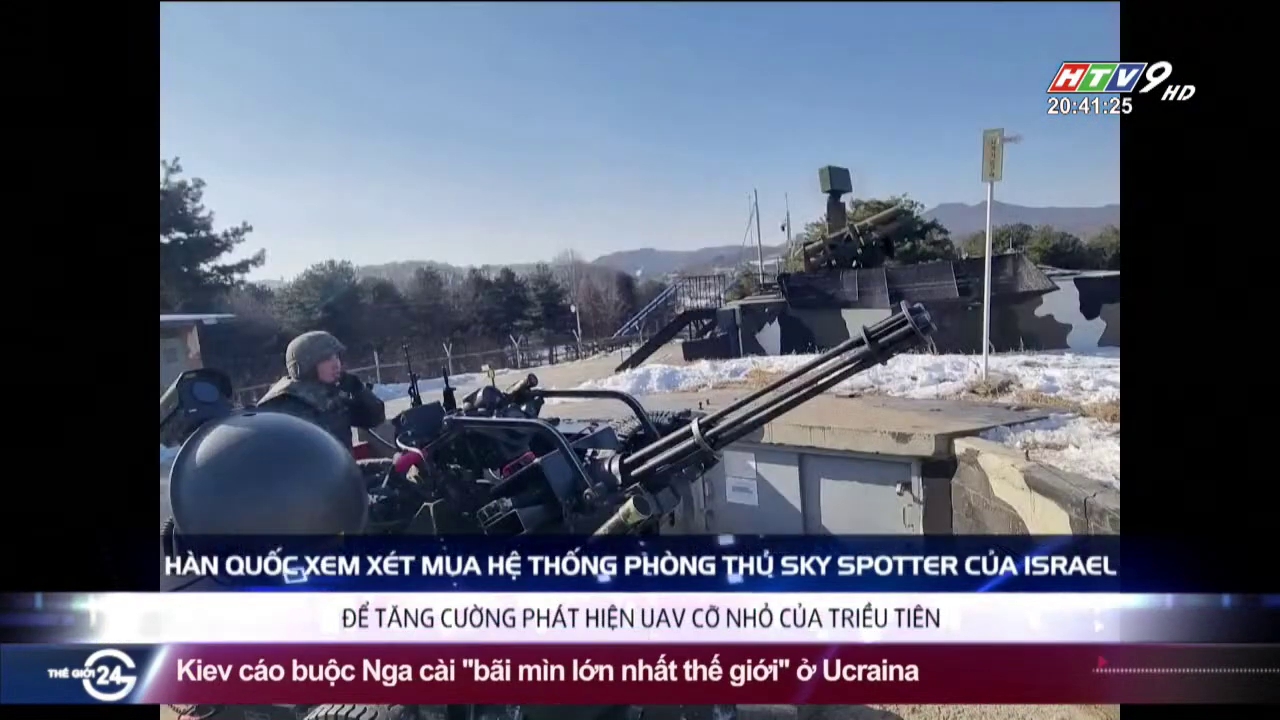 HTV9 HD
20:41:25
HÀN QUỐC XEM XÉT MUA HỆ THỐNG PHÒNG THỦ SKY SPOTTER CỦA ISRAEL
ĐỂ TĂNG CƯỜNG PHÁT HIỆN UAV CỠ NHỎ CỦA TRIỀU TIÊN
THẾ GIỚI 24G
Kiev cáo buộc Nga cài "bãi mìn lớn nhất thế giới" ở Ucraina